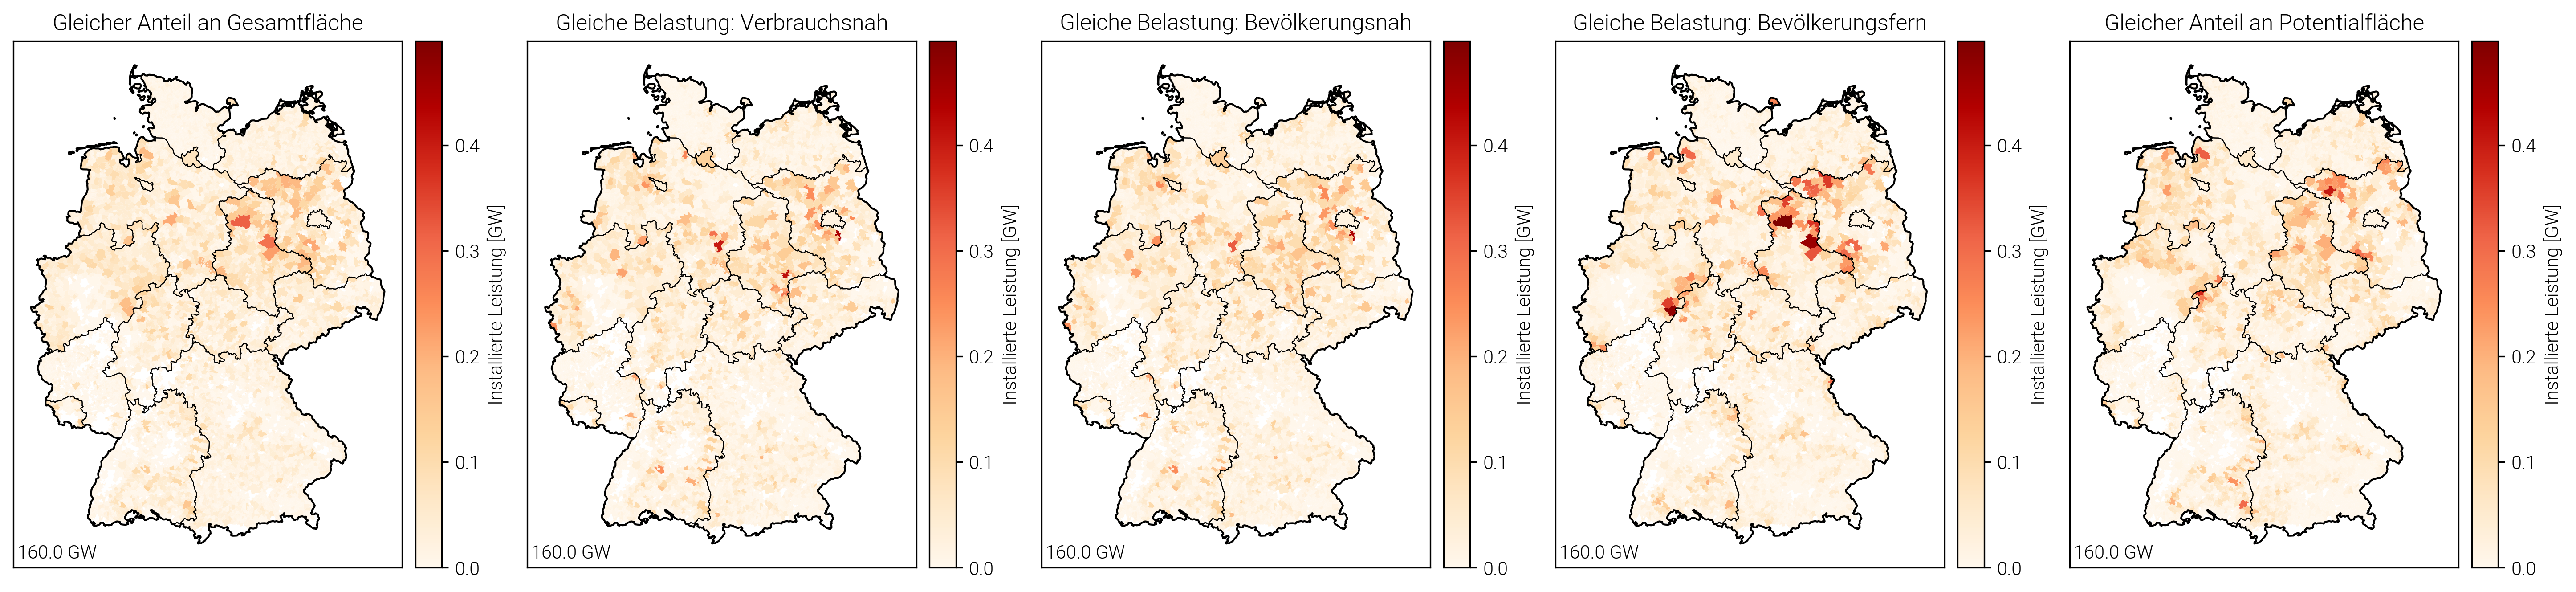 Gleicher Anteil an Gesamtfläche
Gleiche Belastung: Verbrauchsnah
Gleiche Belastung: Bevölkerungsnah
Gleiche Belastung: Bevölkerungsfern
Gleicher Anteil an Potentialfläche
160.0 GW
0.4
0.3
0.2
0.1
0.0
Installierte Leistung [GW]
160.0 GW
0.4
0.3
0.2
0.1
0.0
Installierte Leistung [GW]
160.0 GW
0.4
0.3
0.2
0.1
0.0
Installierte Leistung [GW]
160.0 GW
0.4
0.3
0.2
0.1
0.0
Installierte Leistung [GW]
160.0 GW
0.4
0.3
0.2
0.1
0.0
Installierte Leistung [GW]